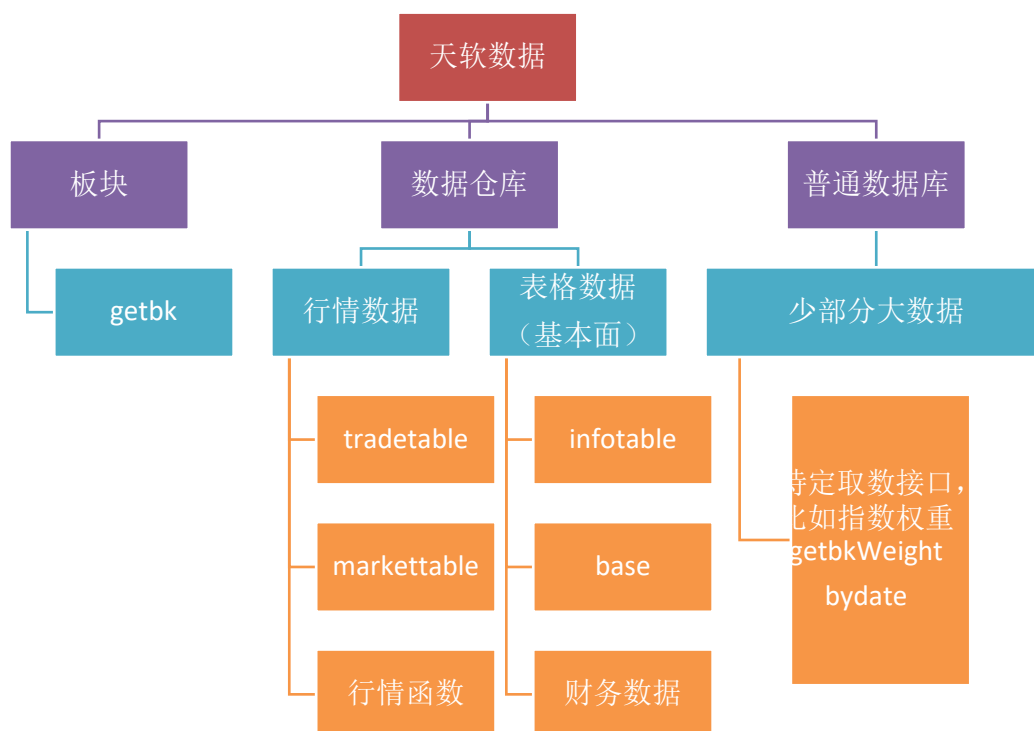 天软数据
板块
数据仓库
普通数据库
getbk
行情数据
表格数据
（基本面）
少部分大数据
tradetable
infotable
特定取数接口，
比如指数权重
getbkWeight
bydate
markettable
base
行情函数
财务数据